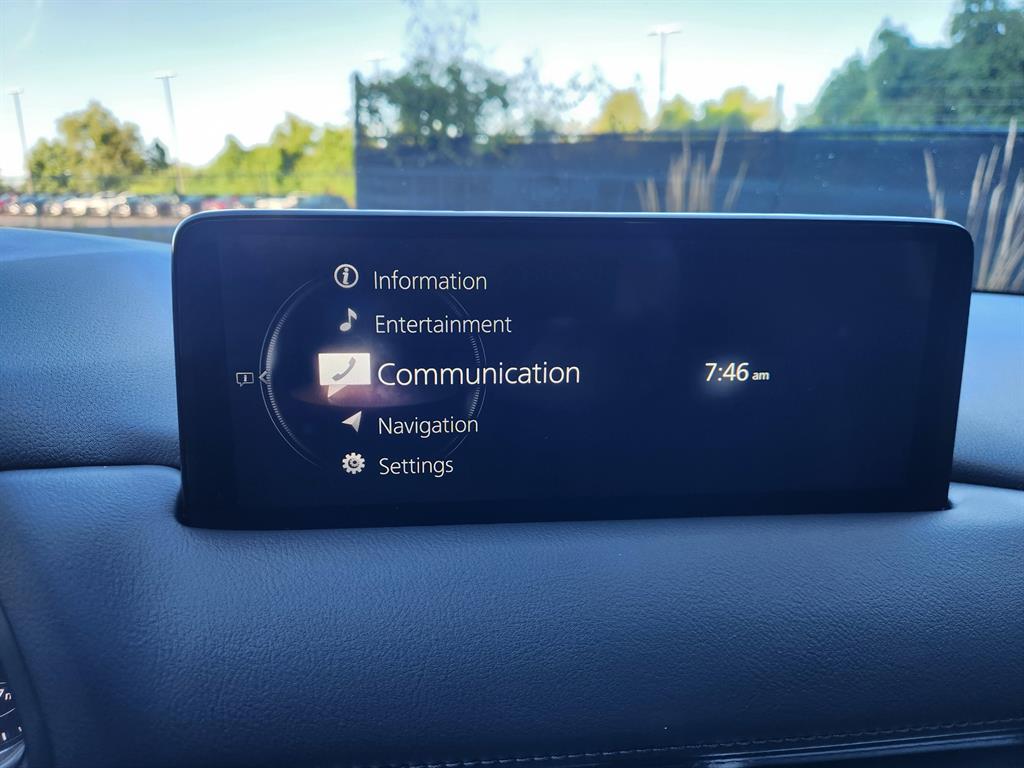 Information
Entertainment
Communication
7:46 am
Navigation
Settings